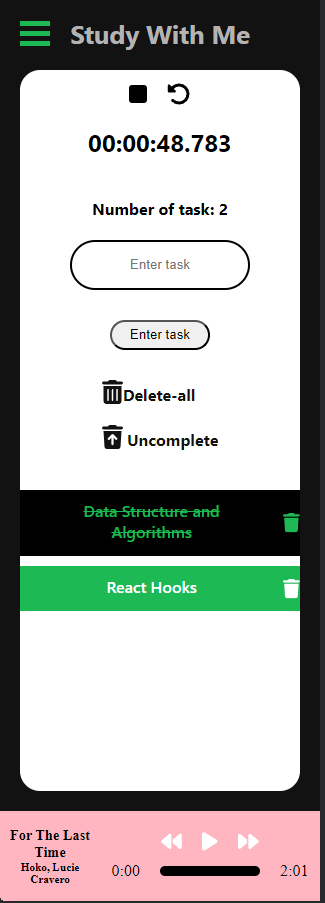 Study With Me
00:00:48.783
Number of task: 2
Enter task
Enter task
Delete-all
Uncomplete
Data Structure and
Algorithms
React Hooks
For The Last
Time
Hoko, Lucie
Cravero
0:00
2:01